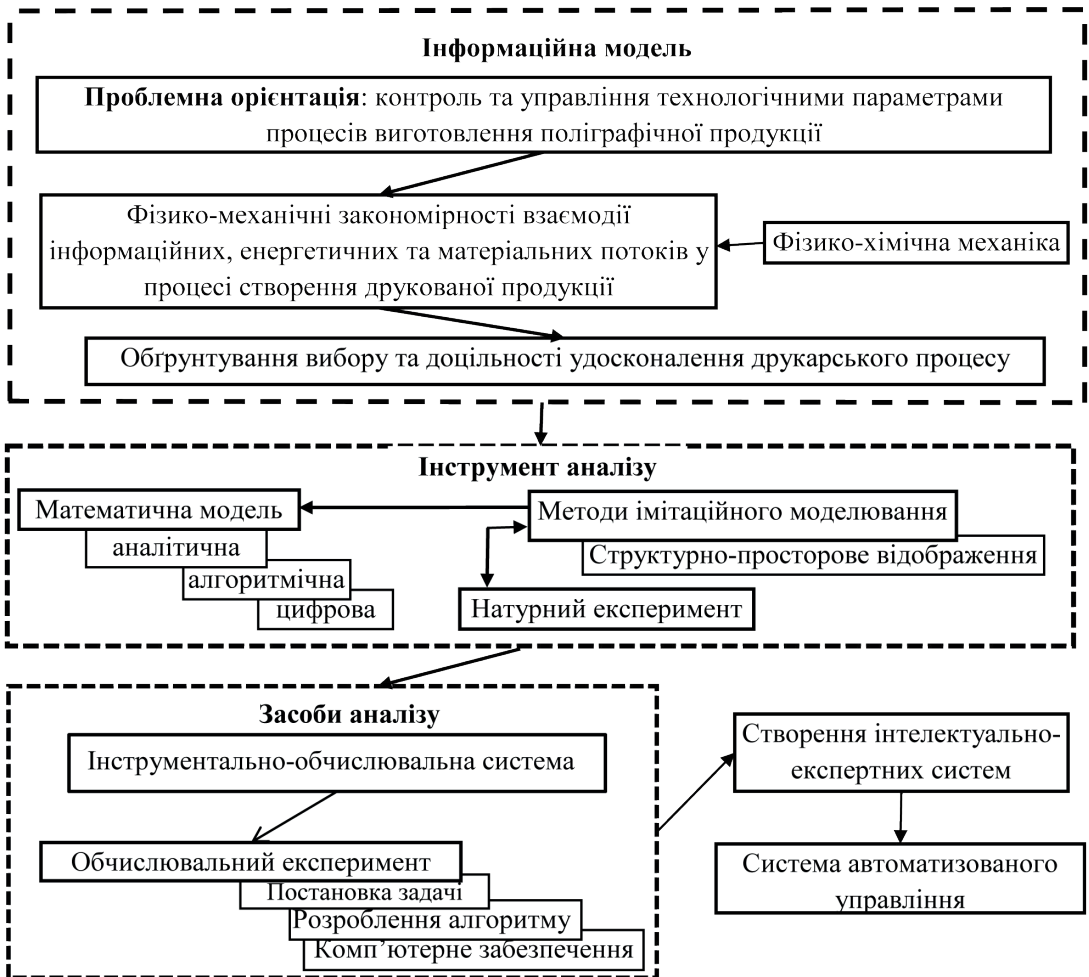 Інформаційна модель
Проблемна орієнтація: контроль та управління технологічними параметрами
процесів виготовлення поліграфічної продукції
Фізико-механічні закономірності взаємодії
інформаційних, енергетичних та матеріальних потоків у
процесі створення друкованої продукції
Фізико-хімічна механіка
Обґрунтування вибору та доцільності удосконалення друкарського процесу
Інструмент аналізу
Математична модель
аналітична
алгоритмічна
цифрова
Методи імітаційного моделювання
Структурно-просторове відображення
Натурний експеримент
Засоби аналізу
Інструментально-обчислювальна система
Обчислювальний експеримент
Постановка задачі
Розроблення алгоритму
Комп’ютерне забезпечення
Створення інтелектуально-
експертних систем
Система автоматизованого
управління